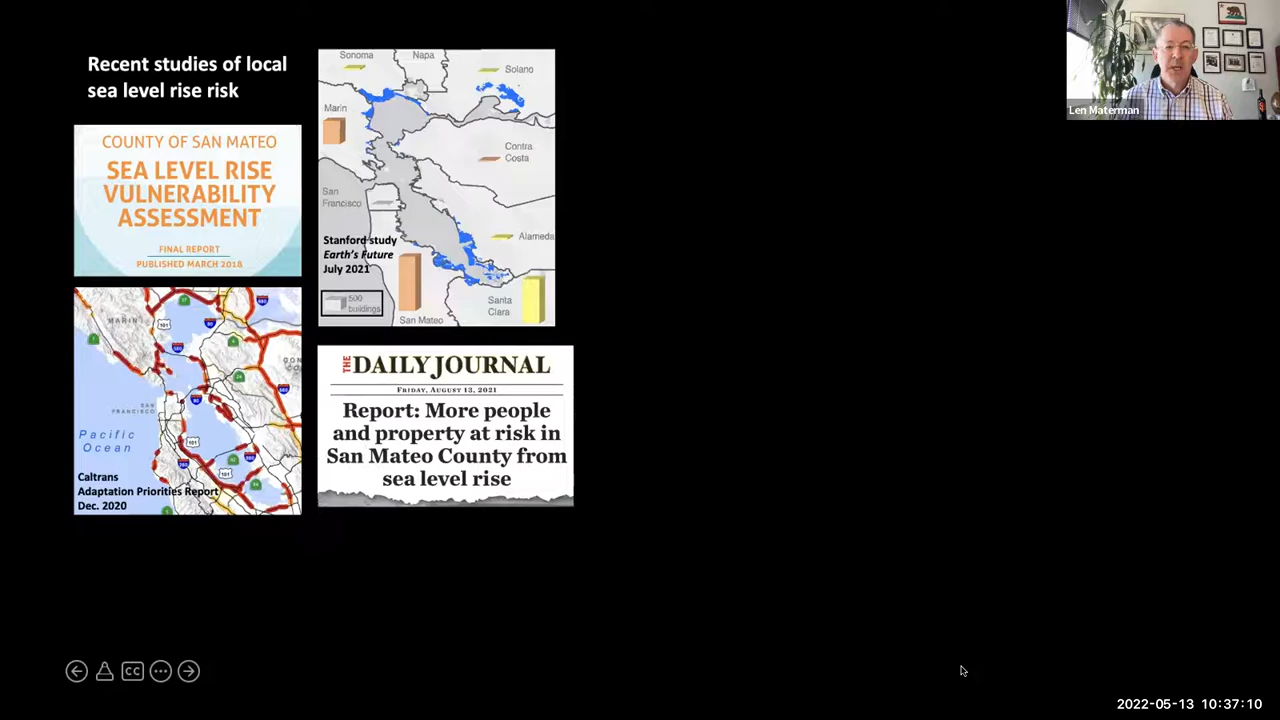 Recent studies of local
sea level rise risk
COUNTY OF SAN MATEO
SEA LEVEL RISE
VULNERABILITY
ASSESSMENT
FINAL REPORT
PUBLISHED MARCH 2018
Sonoma
Napa
Solano
Marin
Contra
Costa
San
Francisco
Alameda
Stanford study
Earth's Future
July 2021
500
buildings
Santa
Clara
San Mateo
MARIN
SAN
FRANCISCO
Pacific
Ocean
101
101
101
Caltrans
Adaptation Priorities Report
Dec. 2020
THE DAILY JOURNAL
FRIDAY, AUGUST 13, 2021
Report: More people
and property at risk in
San Mateo County from
sea level rise
Len Materman
CC
2022-05-13 10:37:10